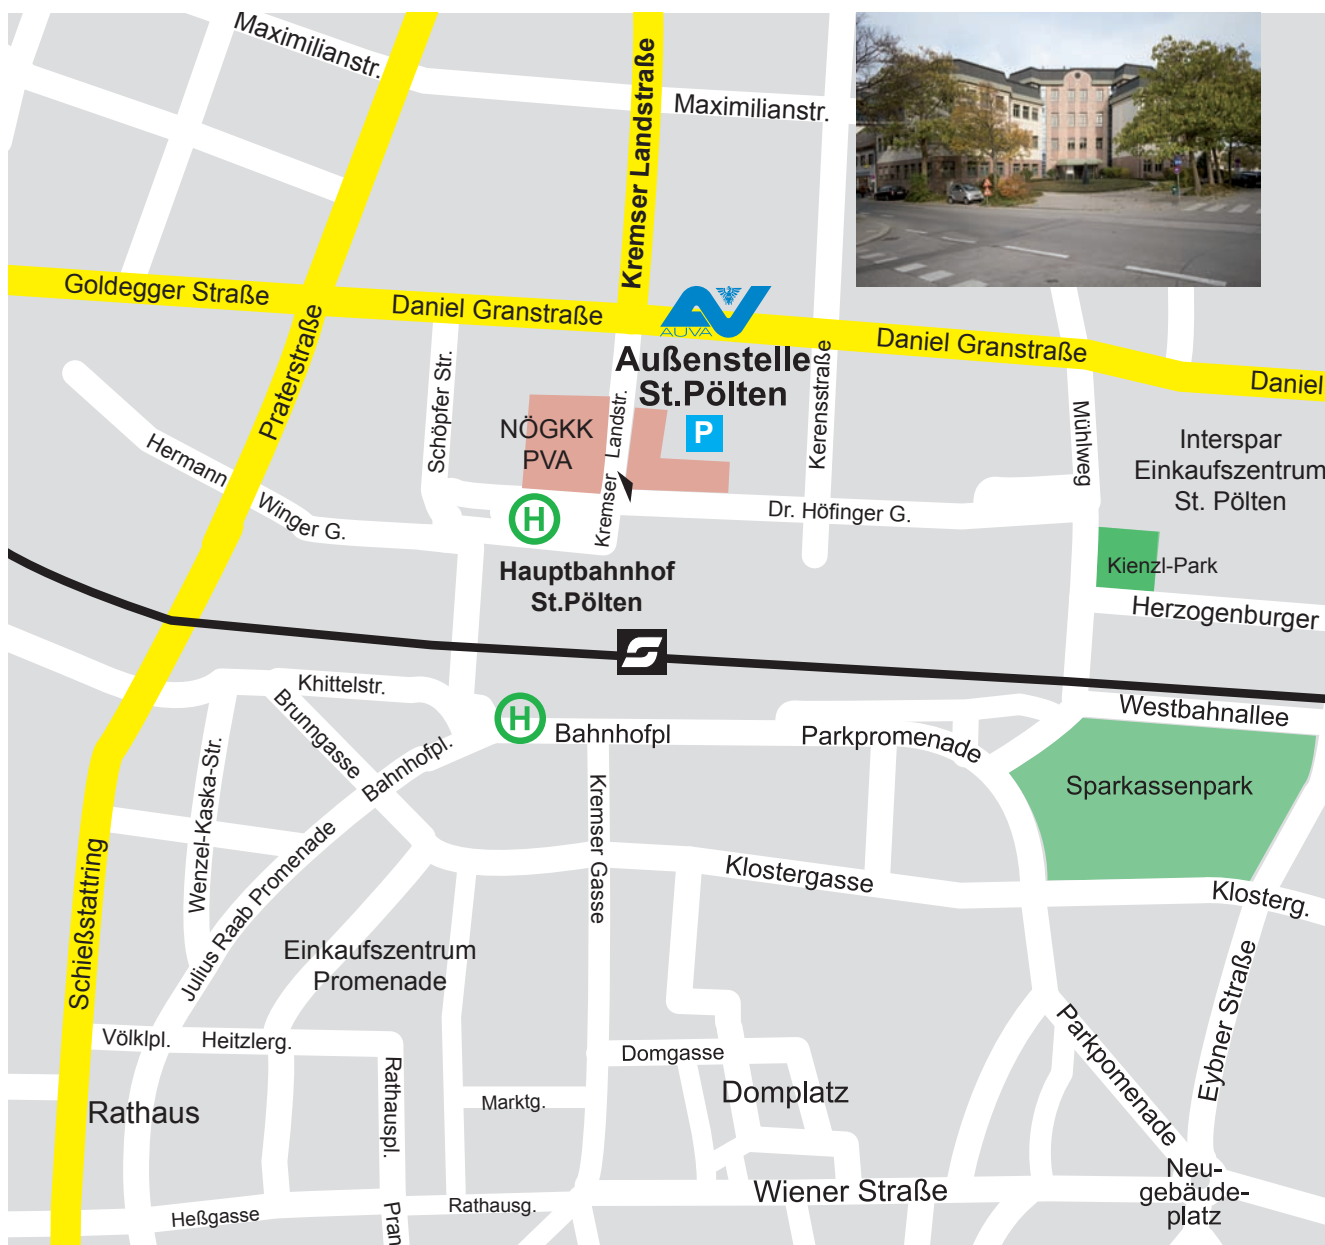 Maximilianstr.
Kremser Landstraße
Maximilianstr.
Goldegger Straße
Daniel Granstraße
AUVA
Daniel Granstraße
Daniel
Praterstraße
Außenstelle
St.Pölten
P
Schöpfer Str.
NÖGKK
PVA
Kremser Landstr.
Kerensstraße
Mühlweg
Interspar
Einkaufszentrum
St. Pölten
Hermann Winger G.
H
Dr. Höfinger G.
Hauptbahnhof
St.Pölten
Kienzl-Park
Herzogenburger
Khittelstr.
Brunngasse
H
Bahnhofpl
Bahnhofpl.
Parkpromenade
Westbahnallee
Sparkassenpark
Wenzel-Kaska-Str.
Kremser Gasse
Schießstattring
Julius Raab Promenade
Klostergasse
Klosterg.
Einkaufszentrum
Promenade
Eybner Straße
Völklpl.
Heitzlerg.
Domgasse
Parkpomenade
Rathaus
Rathauspl.
Marktg.
Domplatz
Neu-
gebäude-
platz
Wiener Straße
Heßgasse
Rathausg.
Pran